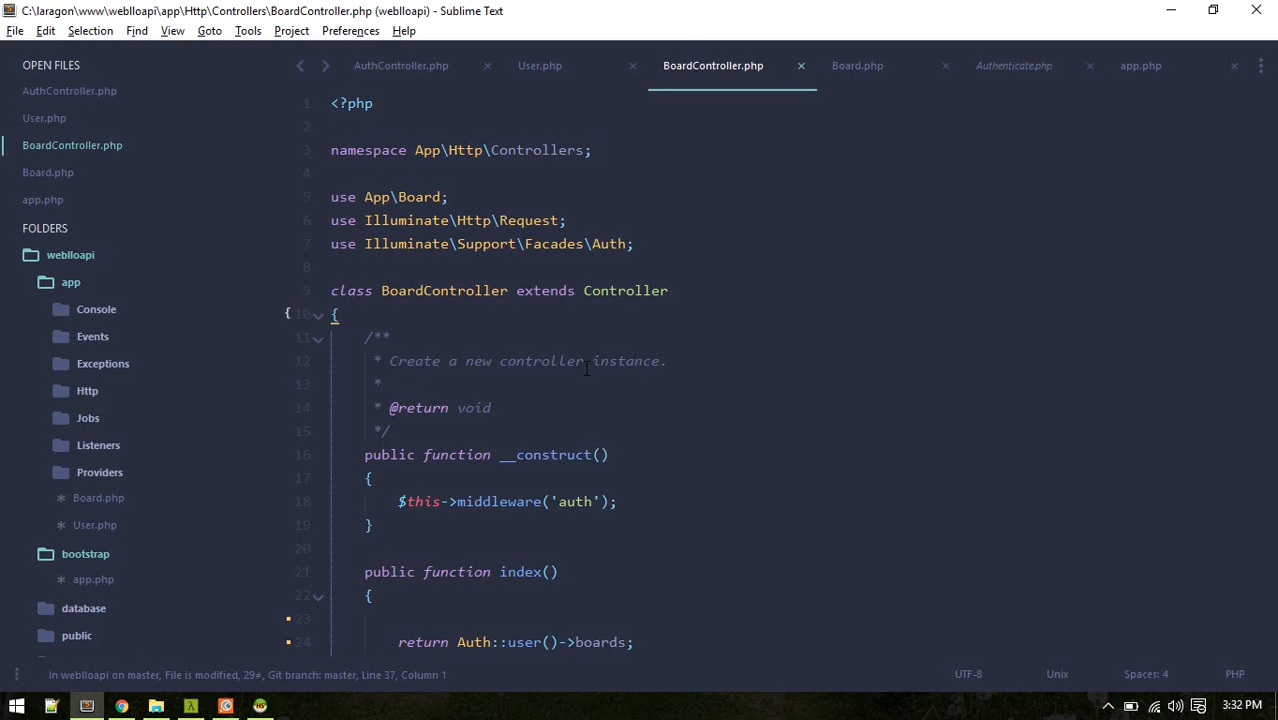 C:\laragon\www\weblloapi\app\Http\Controllers\BoardController.php (weblloapi) - Sublime Text
File Edit Selection Find View Goto Tools Project Preferences Help
OPEN FILES
AuthController.php
User.php
BoardController.php
Board.php
app.php
FOLDERS
weblloapi
app
Console
Events
Exceptions
Http
Jobs
Listeners
Providers
Board.php
User.php
bootstrap
app.php
database
public
AuthController.php User.php BoardController.php Board.php Authenticate.php app.php
1 <?php
2
3 namespace App\Http\Controllers;
4
5 use App\Board;
6 use Illuminate\Http\Request;
7 use Illuminate\Support\Facades\Auth;
8
9 class BoardController extends Controller
10 {
11 /**
12 * Create a new controller instance.
13 *
14 * @return void
15 */
16 public function __construct()
17 {
18 $this->middleware('auth');
19 }
20
21 public function index()
22 {
23
24 return Auth::user()->boards;
In weblloapi on master, File is modified, 29≠, Git branch: master, Line 37, Column 1 UTF-8 Unix Spaces: 4 PHP
3:32 PM